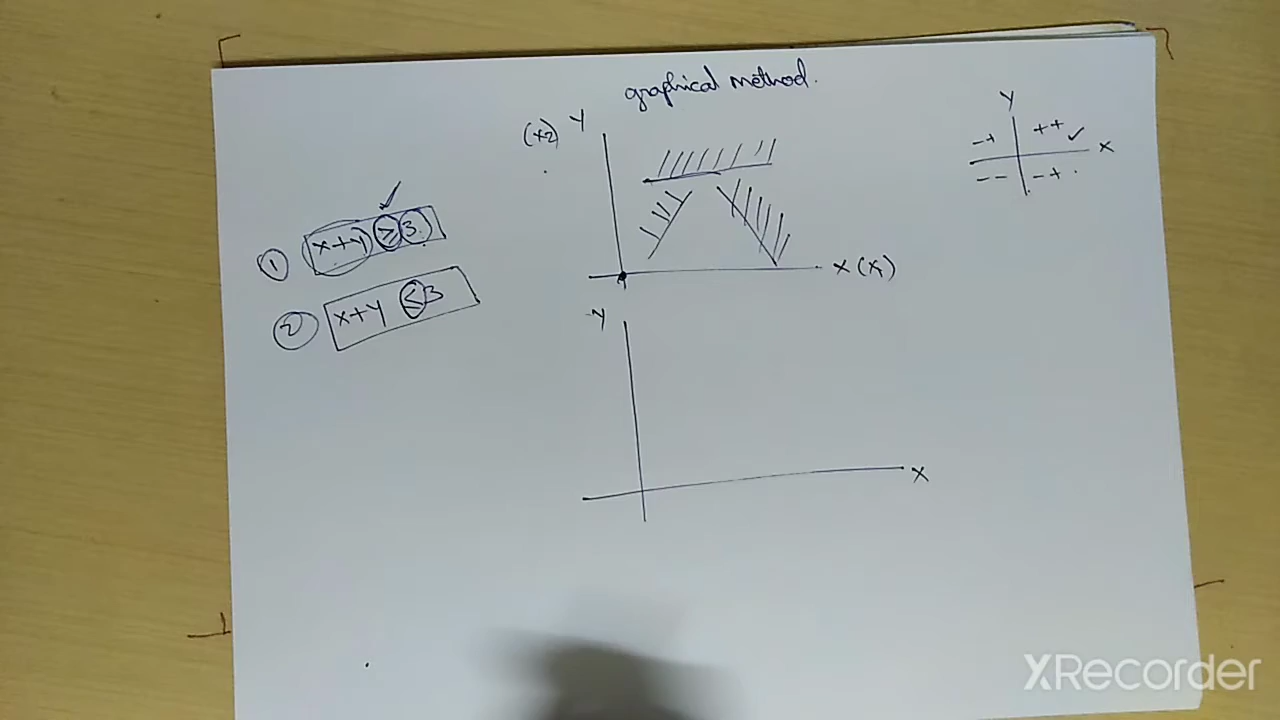 graphical method.
(x2) Y
Y
-+ ++ ✓ X
-- -+
① x+y ≥ 3 ✓
X (x1)
② x+y ≤ 3
Y
X
XRecorder